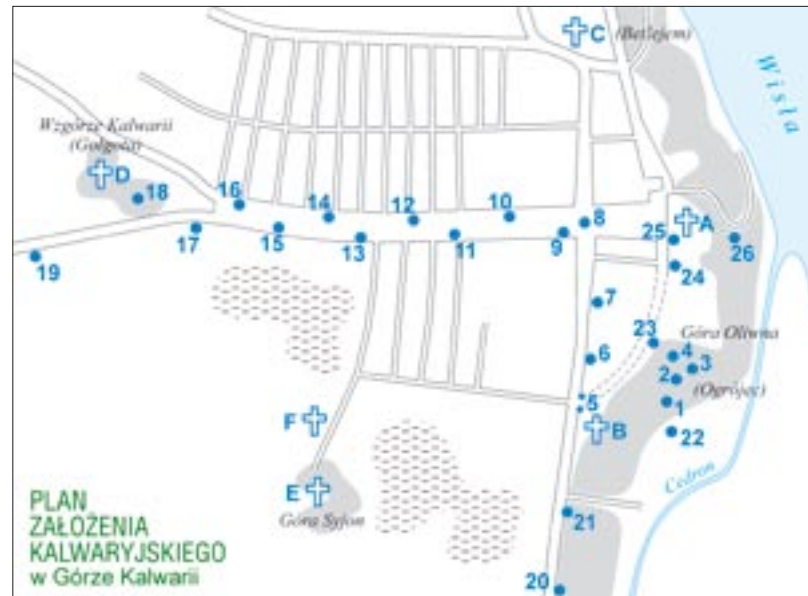 C
(Betlejem)
Wisła
Wzgórze Kalwarii
(Golgota)
D
18
16
14
12
10
8
A
17
15
13
11
9
25
26
19
24
7
23
Góra Oliwna
6
4
3
2
(Ogrójec)
5
1
F
B
22
E
Cedron
Góra Syjon
21
20
PLAN
ZAŁOŻENIA
KALWARYJSKIEGO
w Górze Kalwarii